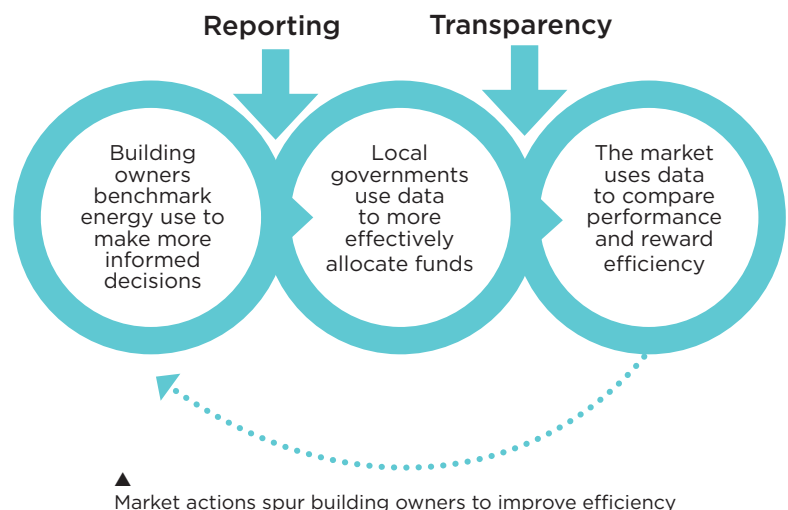 Reporting
Transparency
Building
owners
benchmark
energy use to
make more
informed
decisions
Local
governments
use data
to more
effectively
allocate funds
The market
uses data
to compare
performance
and reward
efficiency
Market actions spur building owners to improve efficiency